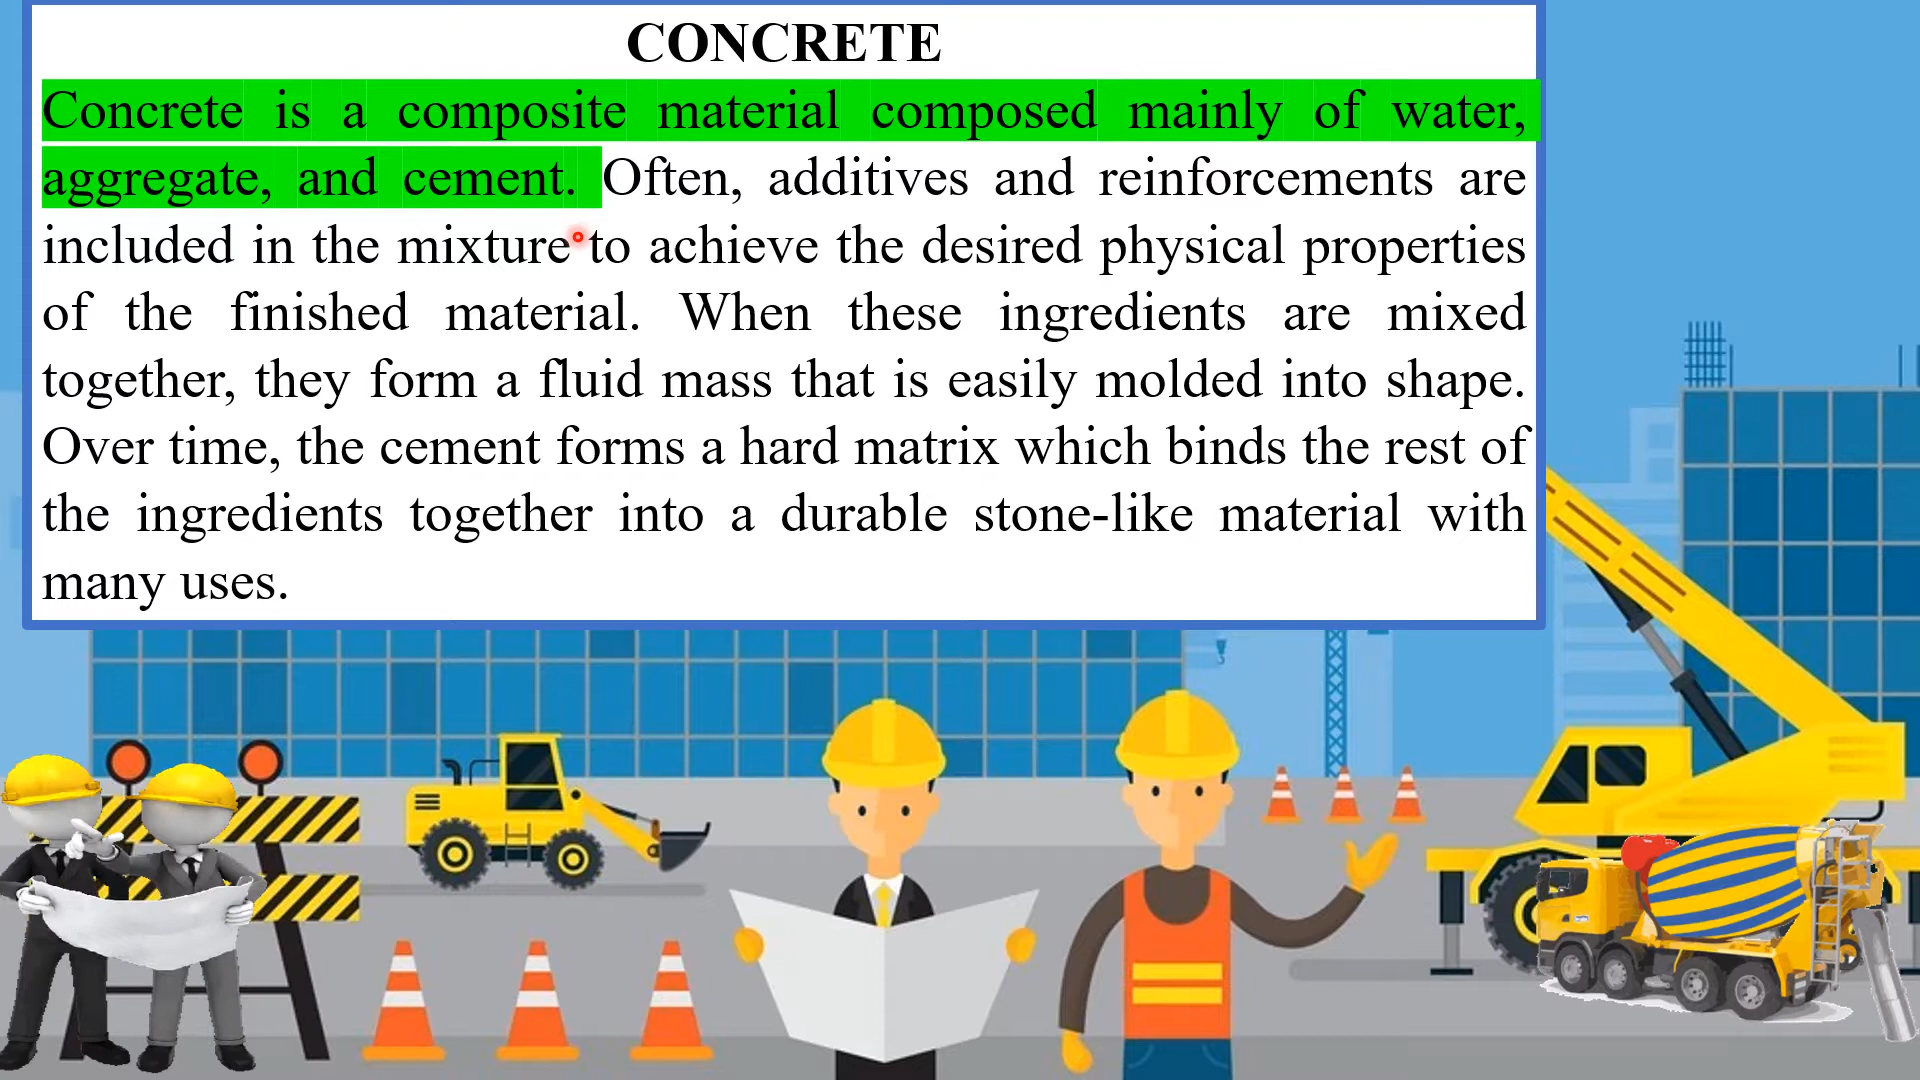 CONCRETE
Concrete is a composite material composed mainly of water,
aggregate, and cement. Often, additives and reinforcements are
included in the mixture to achieve the desired physical properties
of the finished material. When these ingredients are mixed
together, they form a fluid mass that is easily molded into shape.
Over time, the cement forms a hard matrix which binds the rest of
the ingredients together into a durable stone-like material with
many uses.